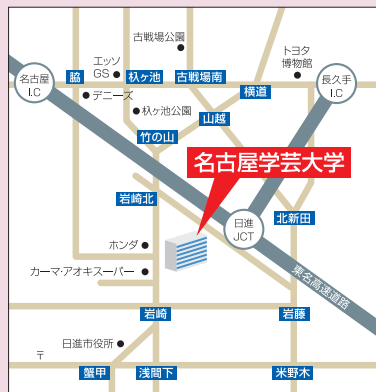 古戦場公園
トヨタ
博物館
エッソ
GS
名古屋
I.C
脇
杁ヶ池
古戦場南
長久手
I.C
横道
デニーズ
杁ヶ池公園
山越
竹の山
名古屋学芸大学
岩崎北
北新田
日進
JCT
ホンダ
カーマ・アオキスーパー
東名高速道路
岩崎
岩藤
日進市役所
〒
蟹甲
浅間下
米野木